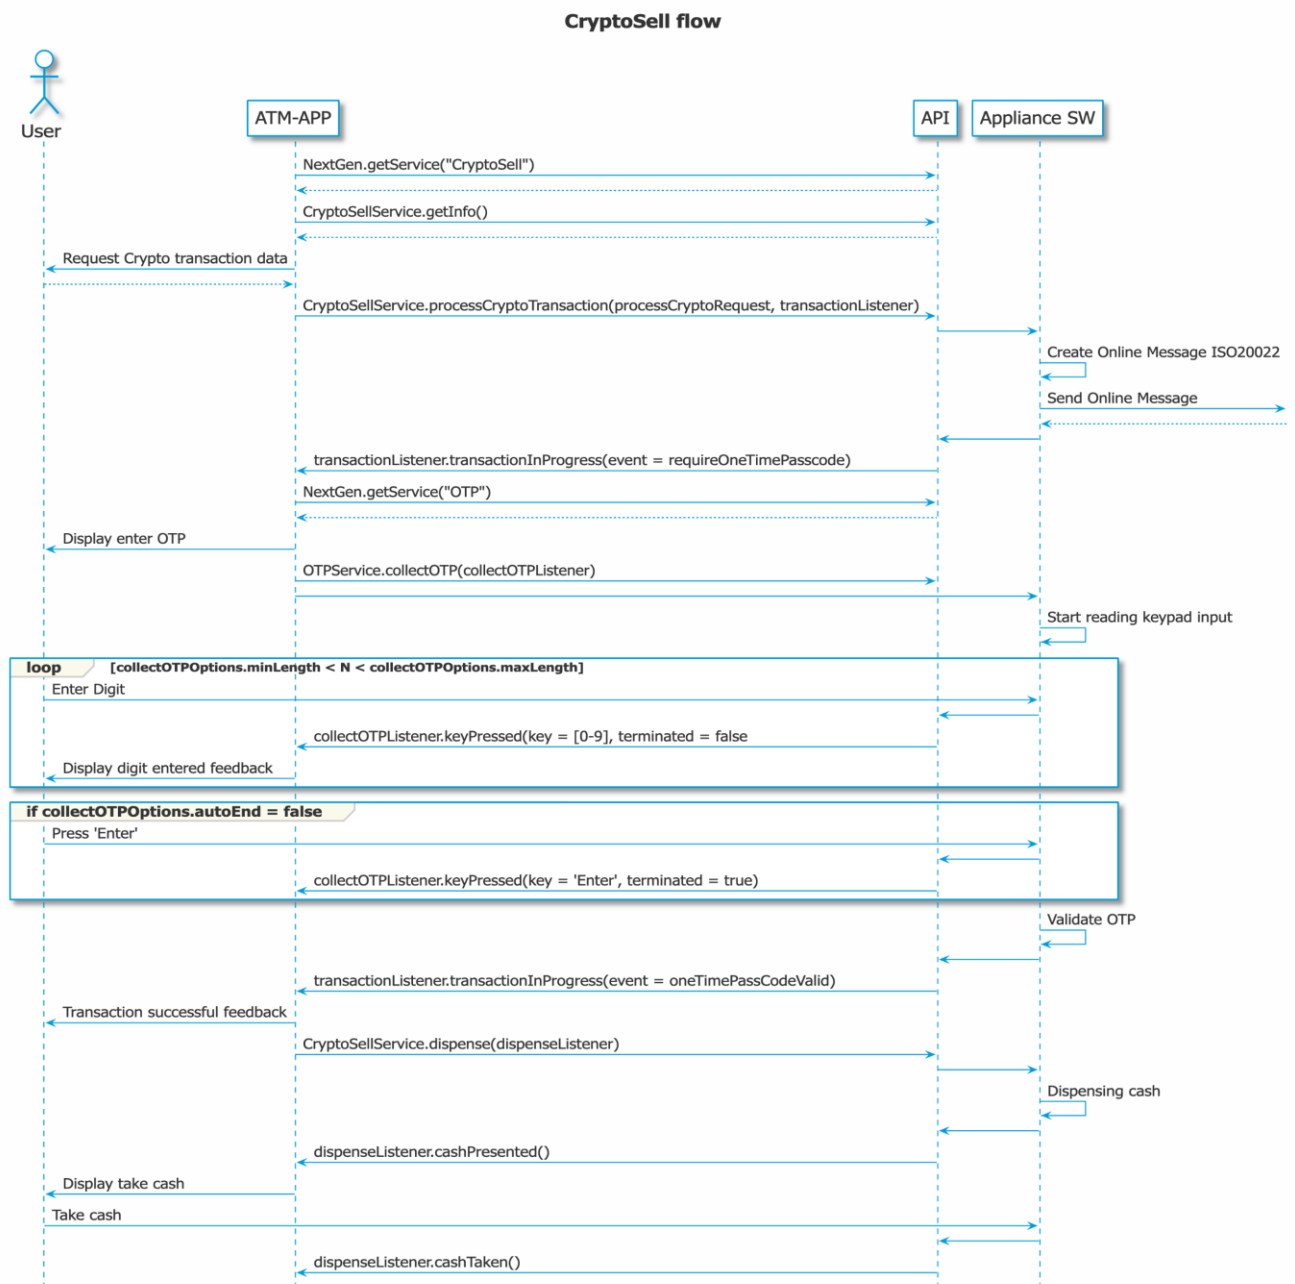 CryptoSell flow
User
ATM-APP
API
Appliance SW
NextGen.getService("CryptoSell")
CryptoSellService.getInfo()
Request Crypto transaction data
CryptoSellService.processCryptoTransaction(processCryptoRequest, transactionListener)
Create Online Message ISO20022
Send Online Message
transactionListener.transactionInProgress(event = requireOneTimePasscode)
NextGen.getService("OTP")
Display enter OTP
OTPService.collectOTP(collectOTPListener)
Start reading keypad input
loop [collectOTPOptions.minLength < N < collectOTPOptions.maxLength]
Enter Digit
collectOTPListener.keyPressed(key = [0-9], terminated = false
Display digit entered feedback
if collectOTPOptions.autoEnd = false
Press 'Enter'
collectOTPListener.keyPressed(key = 'Enter', terminated = true)
Validate OTP
transactionListener.transactionInProgress(event = oneTimePassCodeValid)
Transaction successful feedback
CryptoSellService.dispense(dispenseListener)
Dispensing cash
dispenseListener.cashPresented()
Display take cash
Take cash
dispenseListener.cashTaken()